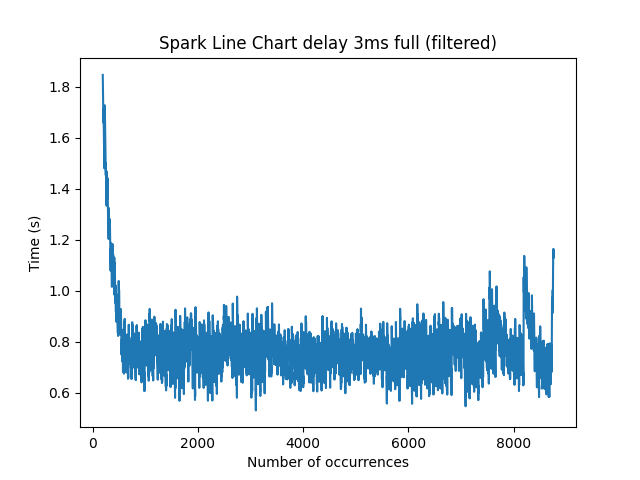 Spark Line Chart delay 3ms full (filtered)
1.8
1.6
1.4
1.2
1.0
0.8
0.6
Time (s)
0 2000 4000 6000 8000
Number of occurrences